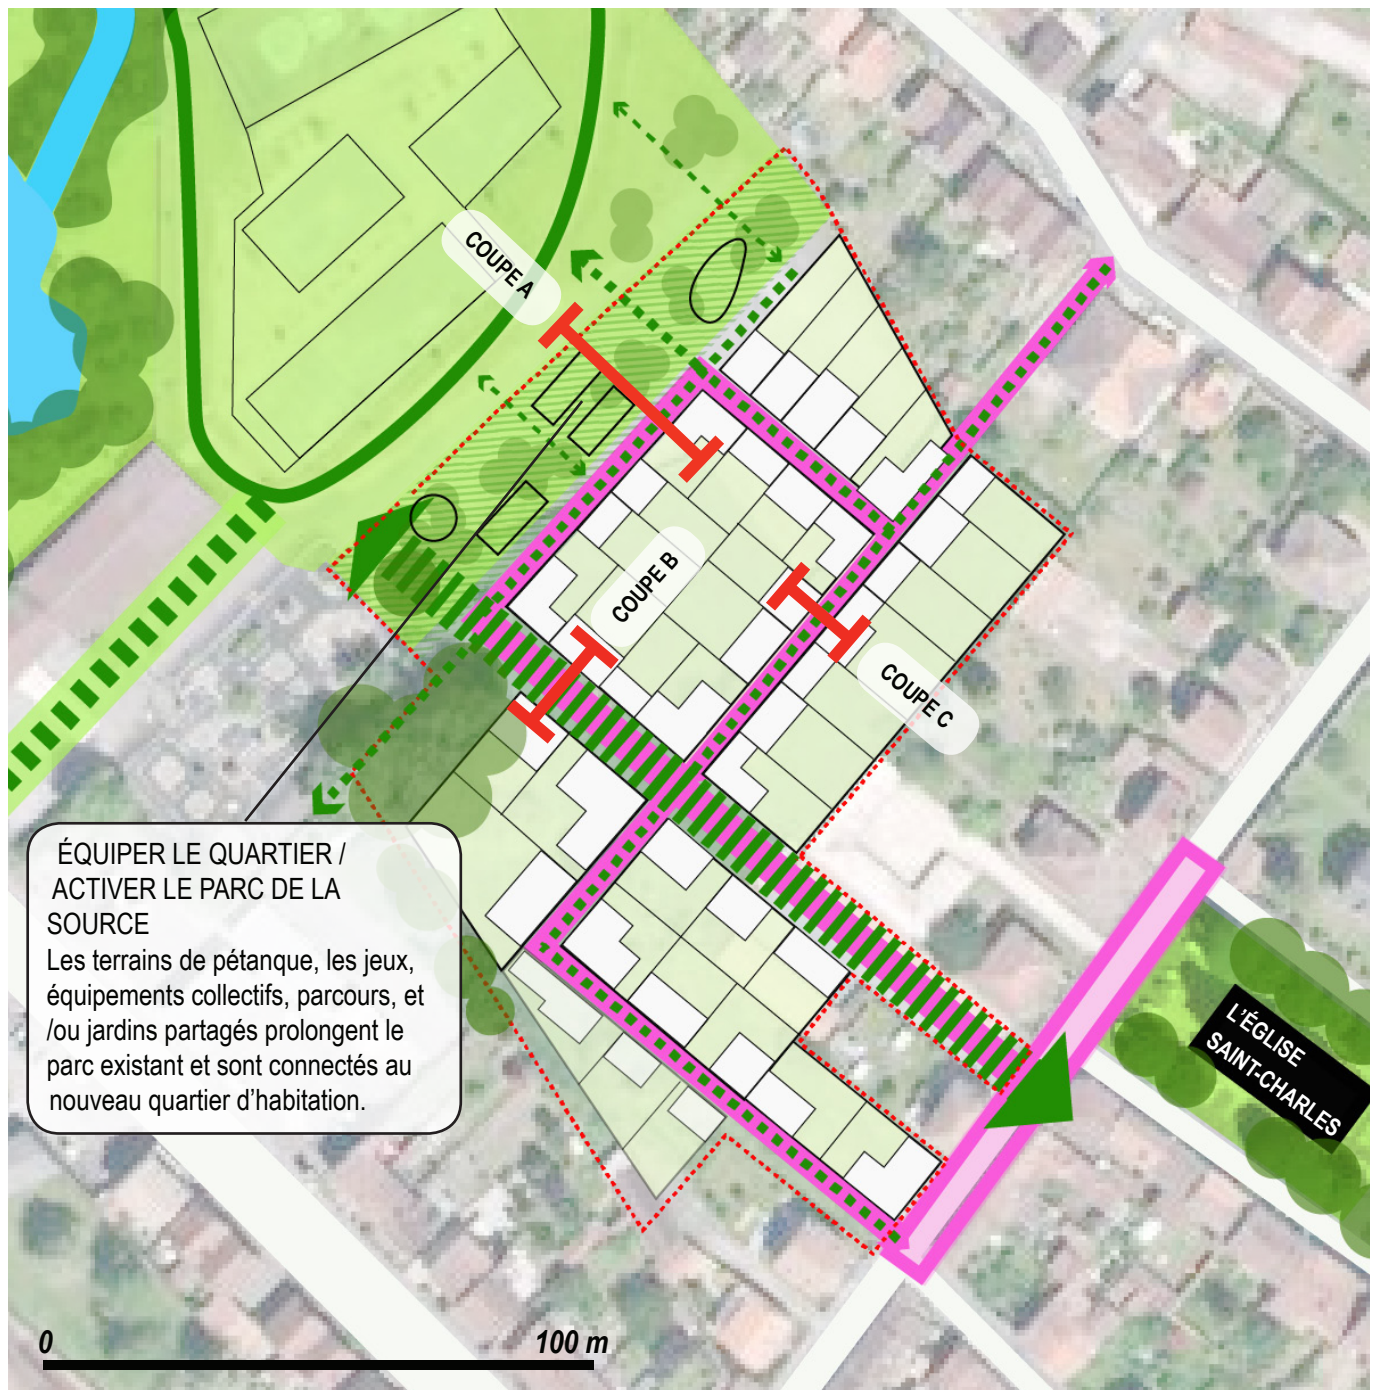 COUPE A
COUPE B
COUPE C
ÉQUIPER LE QUARTIER /
ACTIVER LE PARC DE LA
SOURCE
Les terrains de pétanque, les jeux,
équipements collectifs, parcours, et
/ou jardins partagés prolongent le
parc existant et sont connectés au
nouveau quartier d'habitation.
L'ÉGLISE
SAINT-CHARLES
0 100 m